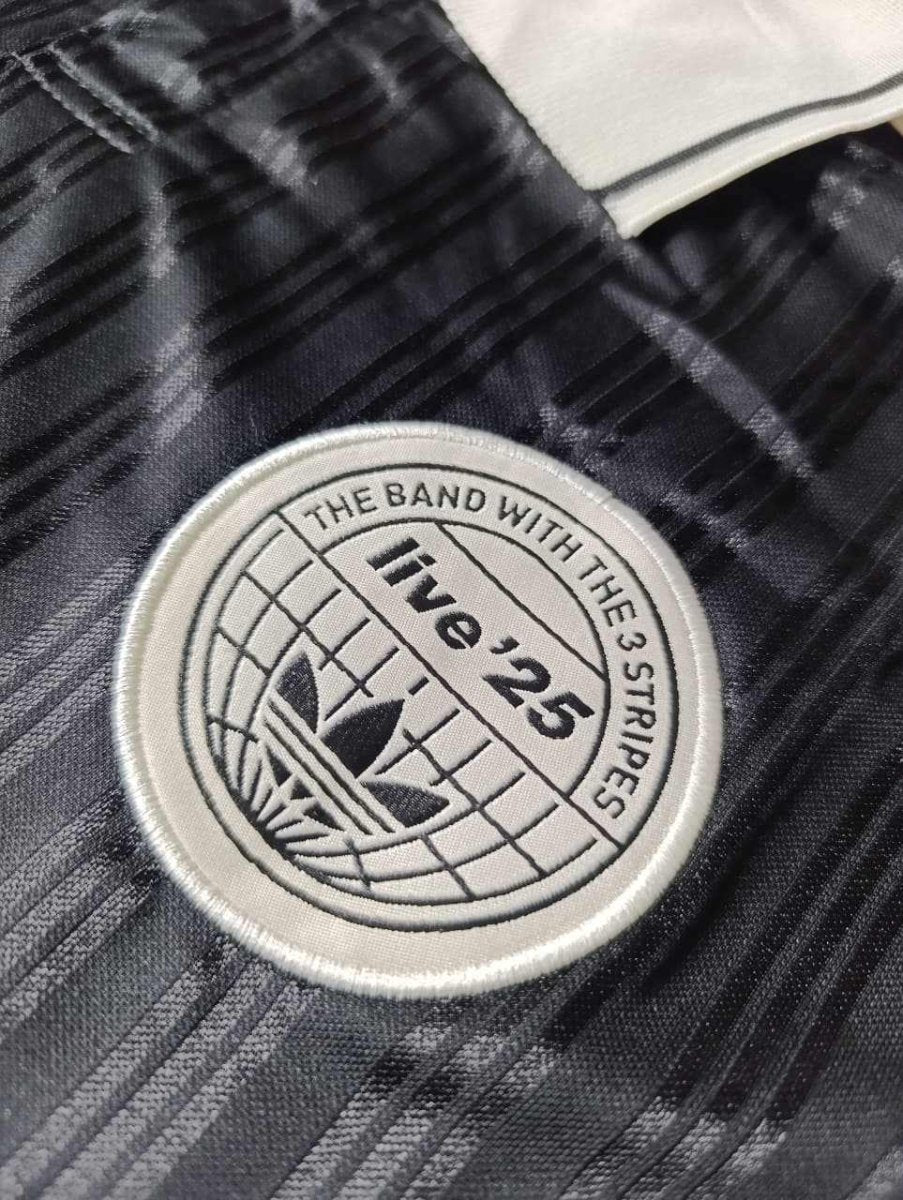 THE BAND WITH THE 3 STRIPES
live '25